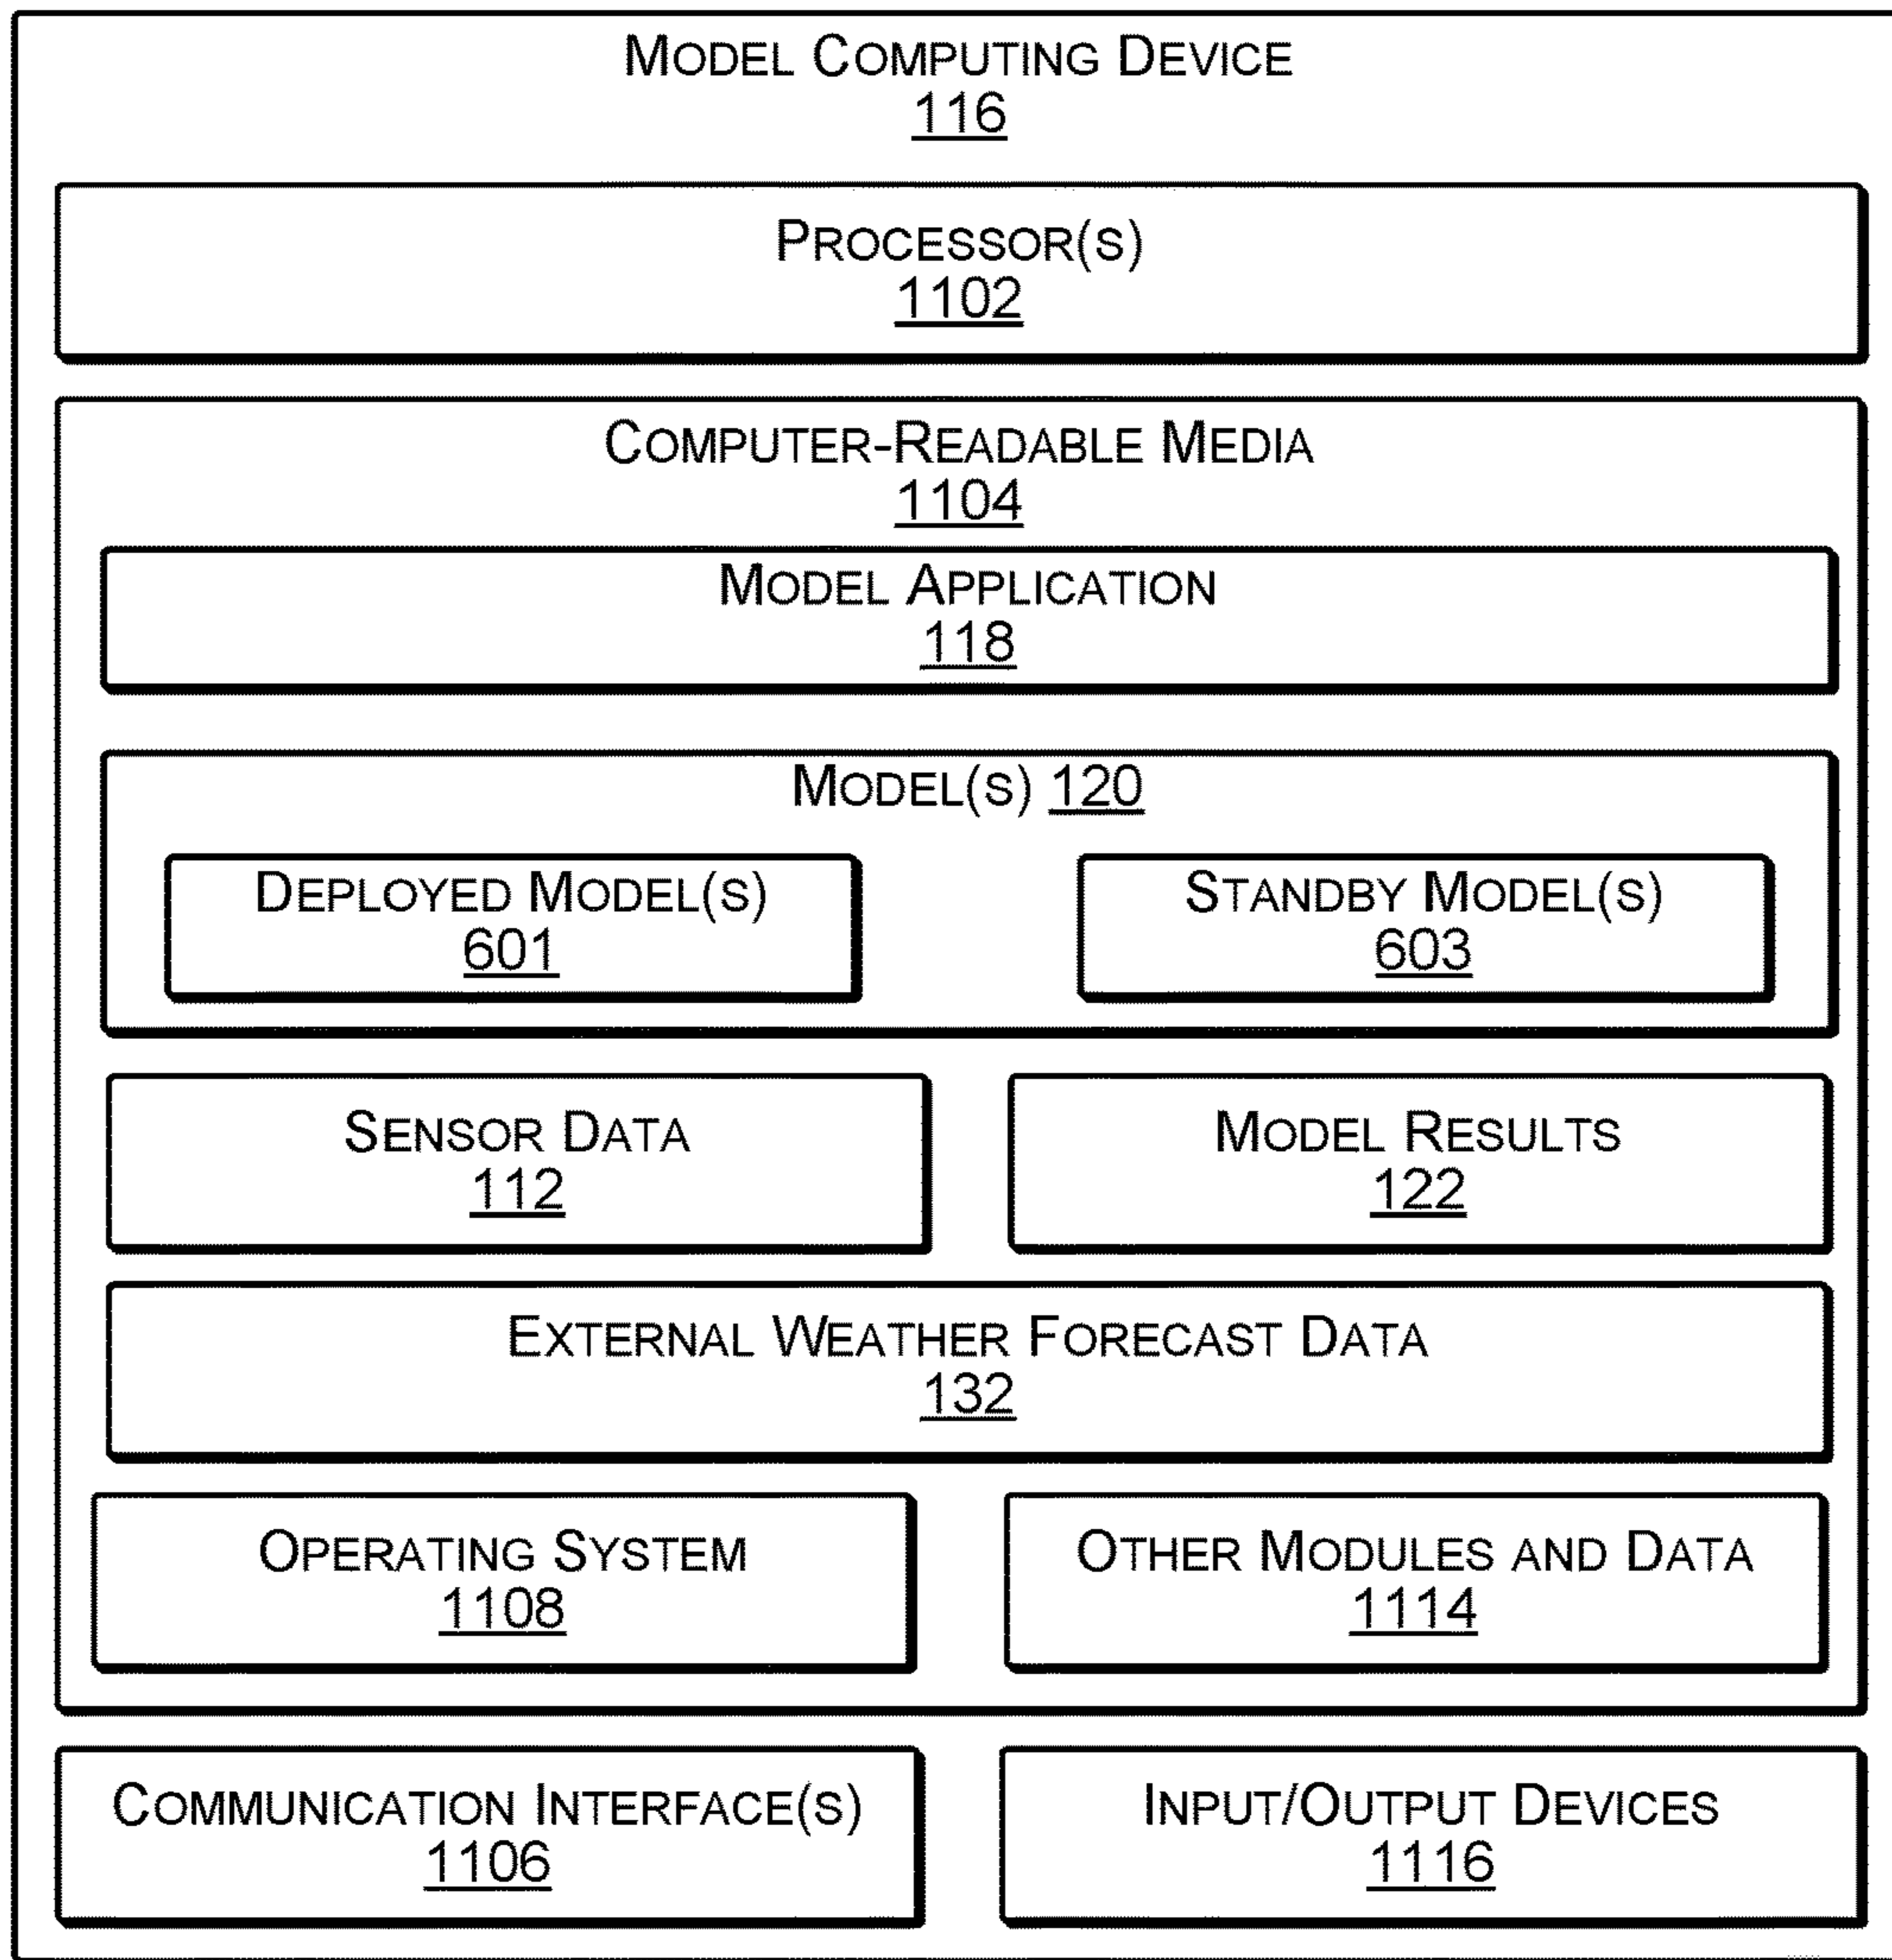 MODEL COMPUTING DEVICE
116
PROCESSOR(S)
1102
COMPUTER-READABLE MEDIA
1104
MODEL APPLICATION
118
MODEL(S) 120
DEPLOYED MODEL(S)
601
STANDBY MODEL(S)
603
SENSOR DATA
112
MODEL RESULTS
122
EXTERNAL WEATHER FORECAST DATA
132
OPERATING SYSTEM
1108
OTHER MODULES AND DATA
1114
COMMUNICATION INTERFACE(S)
1106
INPUT/OUTPUT DEVICES
1116